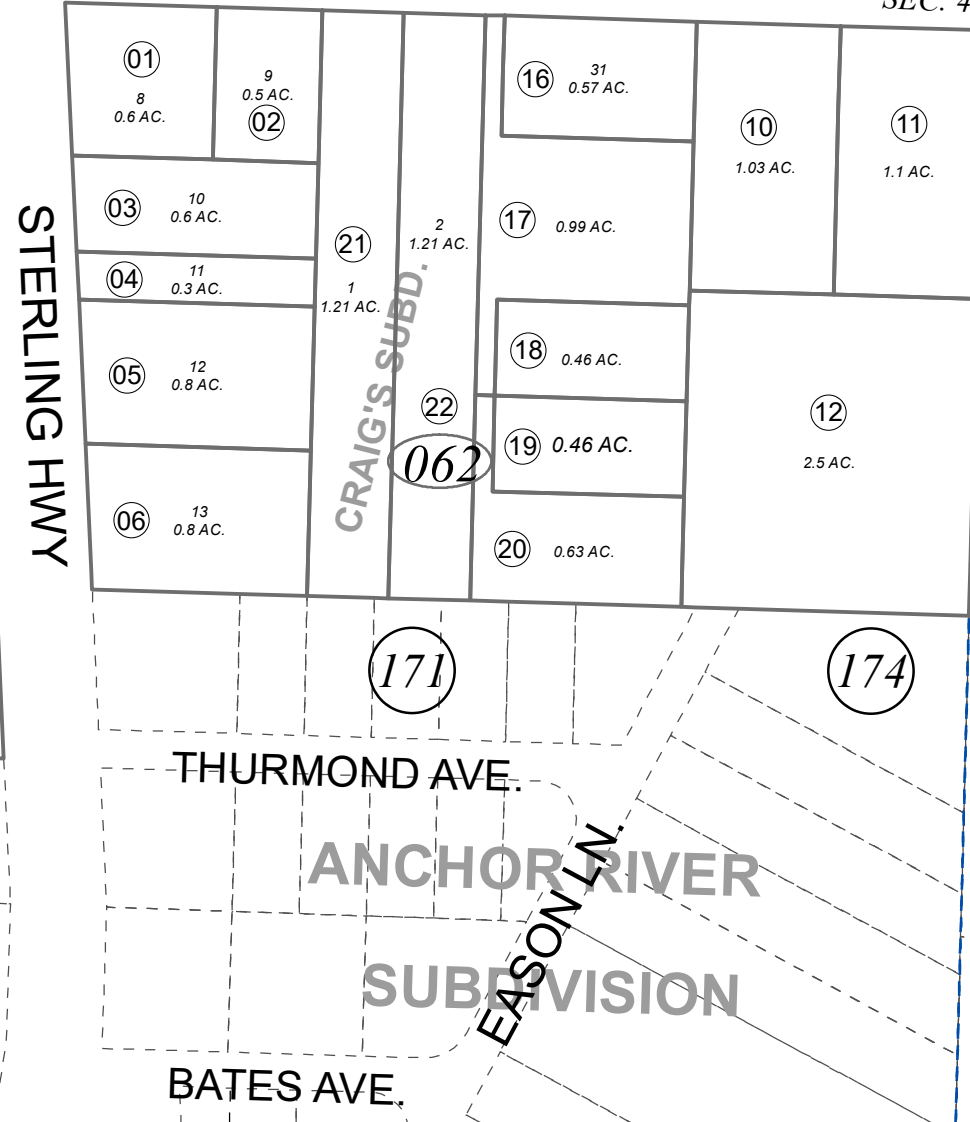 SEC. 4
01
8
0.6 AC.
9
0.5 AC.
02
16
31
0.57 AC.
10
1.03 AC.
11
1.1 AC.
03
10
0.6 AC.
04
11
0.3 AC.
21
1
1.21 AC.
2
1.21 AC.
17
0.99 AC.
STERLING HWY
CRAIG'S SUBD.
05
12
0.8 AC.
18
0.46 AC.
22
062
19
0.46 AC.
12
2.5 AC.
06
13
0.8 AC.
20
0.63 AC.
171
174
THURMOND AVE.
ANCHOR RIVER
SUBDIVISION
EASON LN.
BATES AVE.